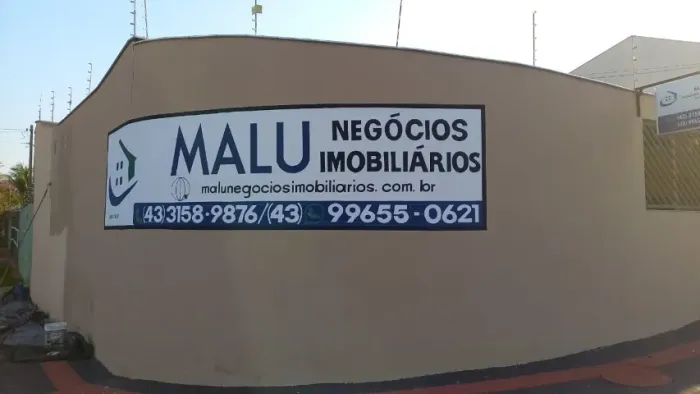 MALU NEGÓCIOS
IMOBILIÁRIOS
malunegociosimobiliarios.com.br
(43)3158-9876/(43) 99655-0621